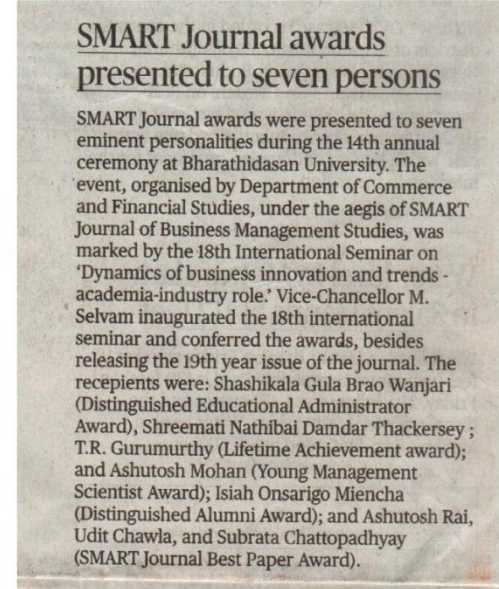 SMART Journal awards
presented to seven persons
SMART Journal awards were presented to seven
eminent personalities during the 14th annual
ceremony at Bharathidasan University. The
event, organised by Department of Commerce
and Financial Studies, under the aegis of SMART
Journal of Business Management Studies, was
marked by the 18th International Seminar on
‘Dynamics of business innovation and trends -
academia-industry role.’ Vice-Chancellor M.
Selvam inaugurated the 18th international
seminar and conferred the awards, besides
releasing the 19th year issue of the journal. The
recepients were: Shashikala Gula Brao Wanjari
(Distinguished Educational Administrator
Award), Shreemati Nathibai Damdar Thackersey ;
T.R. Gurumurthy (Lifetime Achievement award);
and Ashutosh Mohan (Young Management
Scientist Award); Isiah Onsarigo Miencha
(Distinguished Alumni Award); and Ashutosh Rai,
Udit Chawla, and Subrata Chattopadhyay
(SMART Journal Best Paper Award).